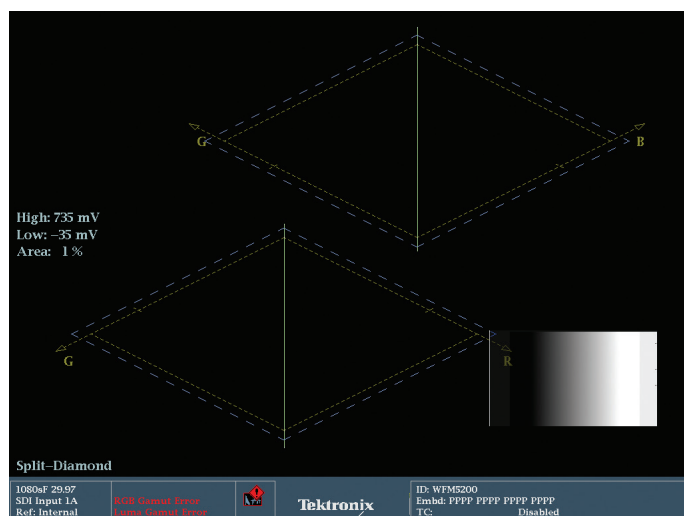 G
B
High: 735 mV
Low: –35 mV
Area: 1 %
G
R
Split–Diamond
1080sF 29.97
SDI Input 1A
Ref: Internal
RGB Gamut Error
Luma Gamut Error
Tektronix
ID: WFM5200
Embd: PPPP PPPP PPPP PPPP
TC: Disabled